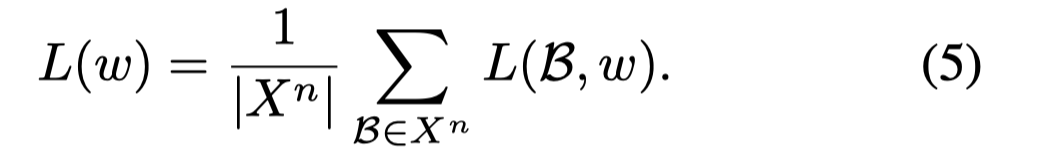 L(w) = \frac{1}{|X^n|} \sum_{\mathcal{B} \in X^n} L(\mathcal{B}, w). (5)